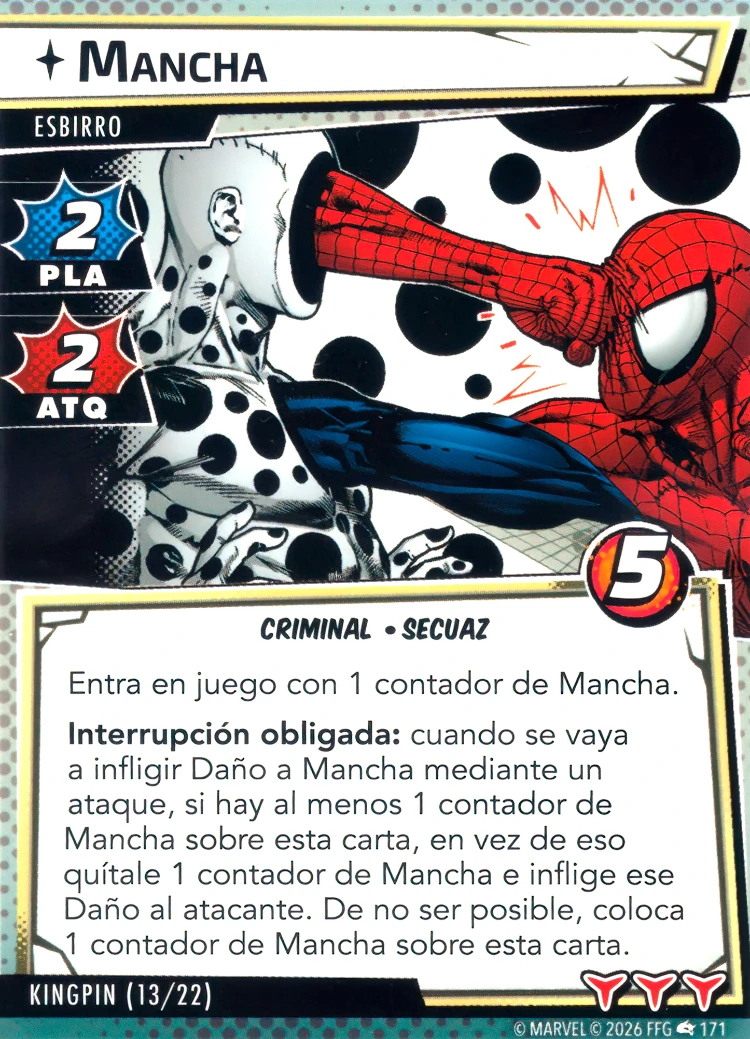 MANCHA
ESBIRRO
2
PLA
2
ATQ
5
CRIMINAL • SECUAZ
Entra en juego con 1 contador de Mancha.
Interrupción obligada: cuando se vaya
a infligir Daño a Mancha mediante un
ataque, si hay al menos 1 contador de
Mancha sobre esta carta, en vez de eso
quítale 1 contador de Mancha e inflige ese
Daño al atacante. De no ser posible, coloca
1 contador de Mancha sobre esta carta.
KINGPIN (13/22)
© MARVEL © 2026 FFG 171